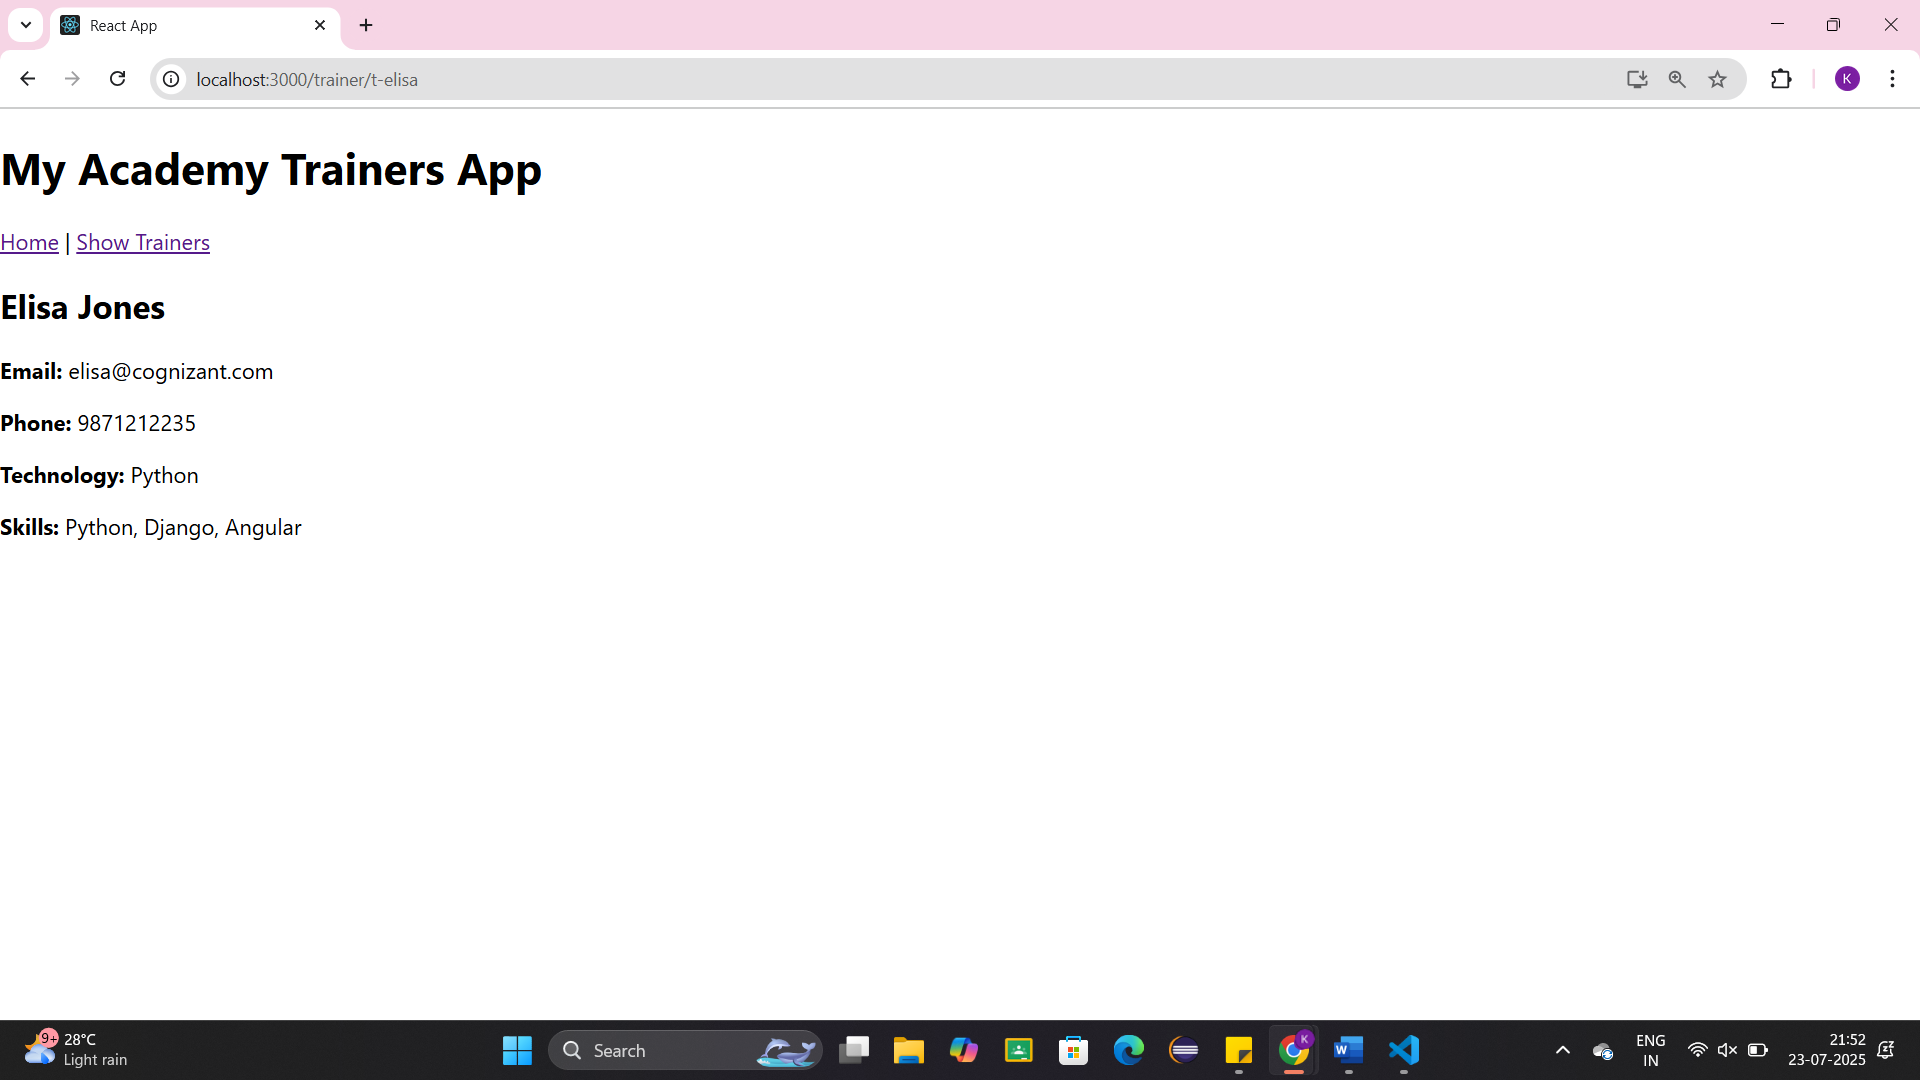 React App
localhost:3000/trainer/t-elisa
K
My Academy Trainers App
Home | Show Trainers
Elisa Jones
Email: elisa@cognizant.com
Phone: 9871212235
Technology: Python
Skills: Python, Django, Angular
9+
28°C
Light rain
Search
K
W
ENG
IN
21:52
23-07-2025